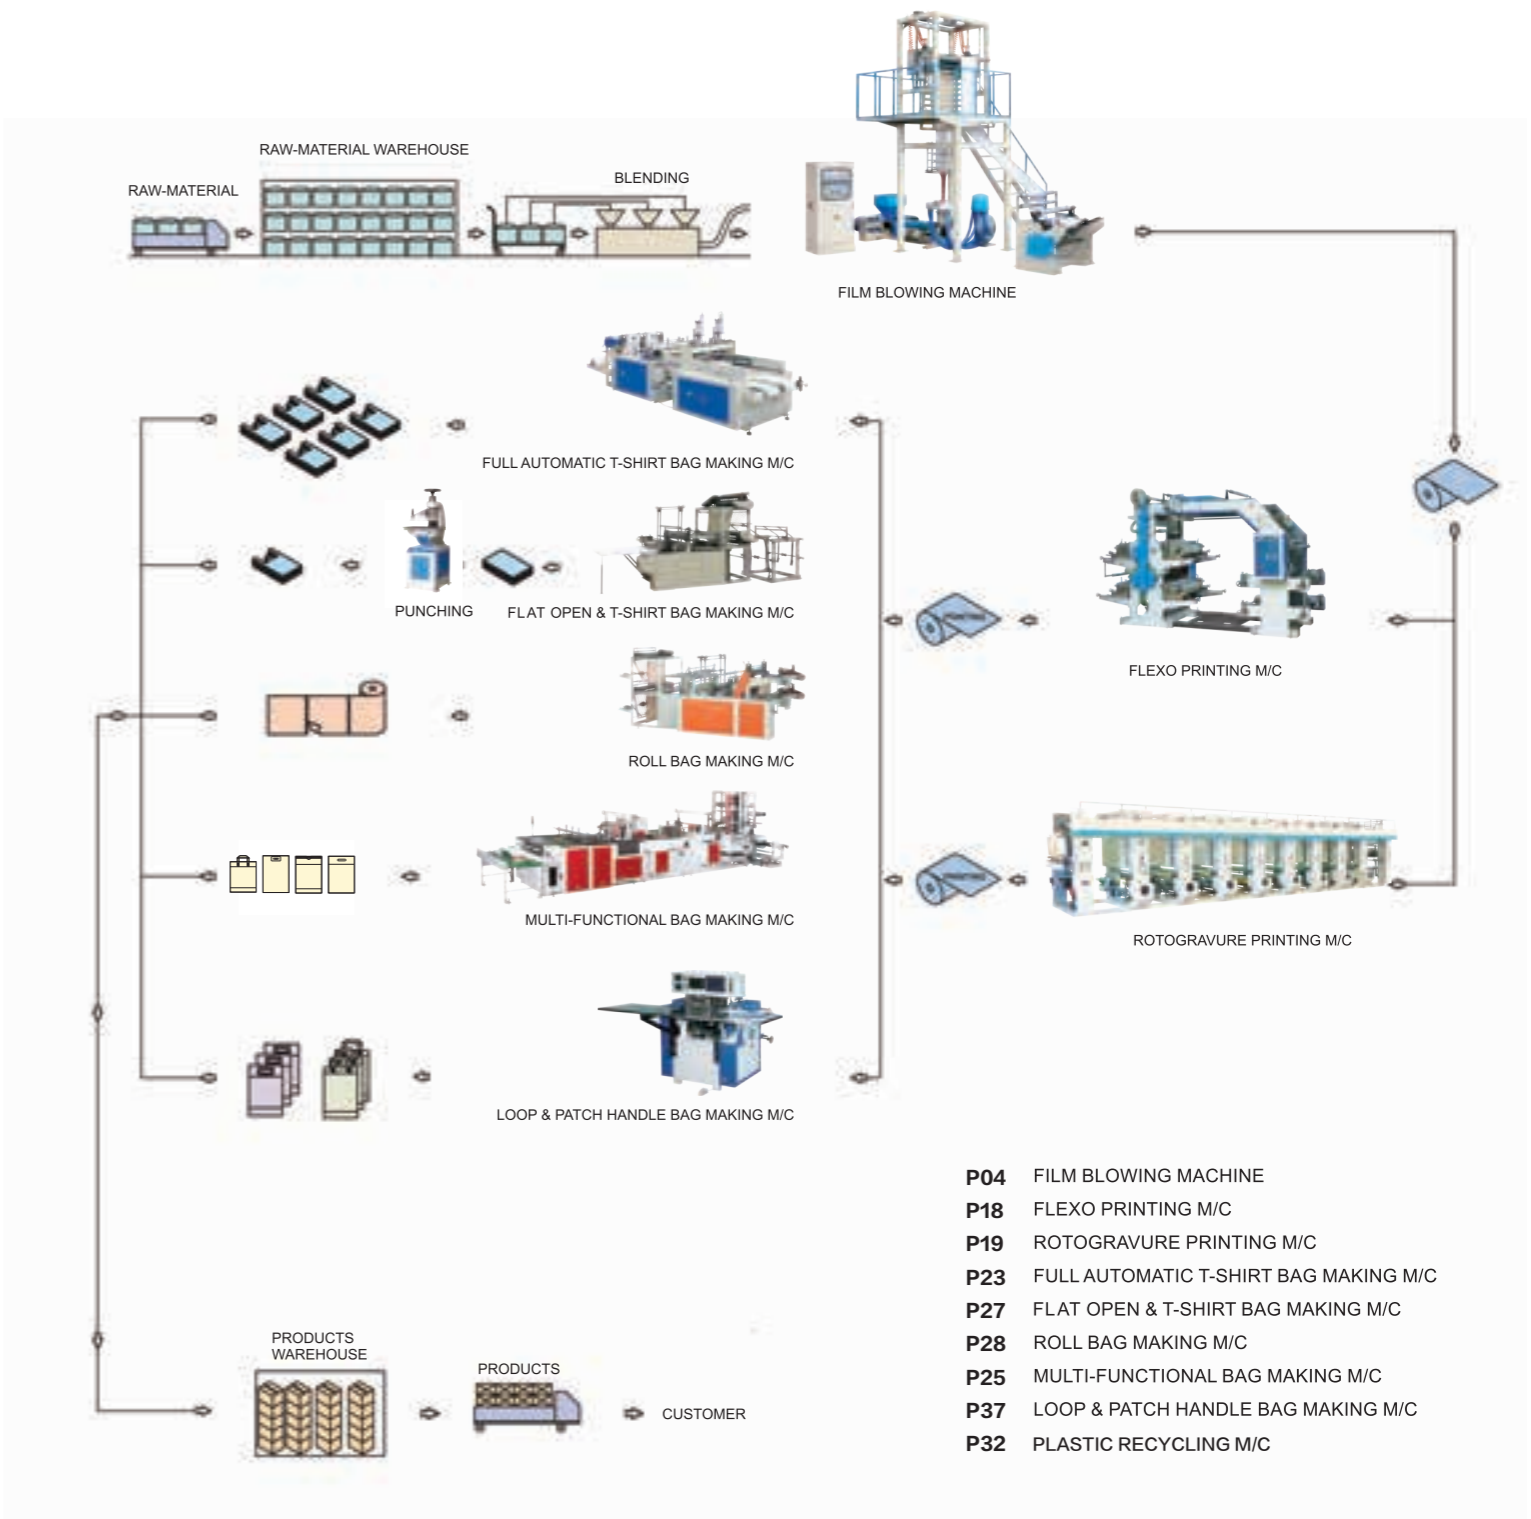 RAW-MATERIAL WAREHOUSE
RAW-MATERIAL
BLENDING
FILM BLOWING MACHINE
FULL AUTOMATIC T-SHIRT BAG MAKING M/C
PUNCHING
FLAT OPEN & T-SHIRT BAG MAKING M/C
FLEXO PRINTING M/C
ROLL BAG MAKING M/C
MULTI-FUNCTIONAL BAG MAKING M/C
ROTOGRAVURE PRINTING M/C
LOOP & PATCH HANDLE BAG MAKING M/C
P04 FILM BLOWING MACHINE
P18 FLEXO PRINTING M/C
P19 ROTOGRAVURE PRINTING M/C
P23 FULL AUTOMATIC T-SHIRT BAG MAKING M/C
P27 FLAT OPEN & T-SHIRT BAG MAKING M/C
P28 ROLL BAG MAKING M/C
P25 MULTI-FUNCTIONAL BAG MAKING M/C
P37 LOOP & PATCH HANDLE BAG MAKING M/C
P32 PLASTIC RECYCLING M/C
PRODUCTS
WAREHOUSE
PRODUCTS
CUSTOMER